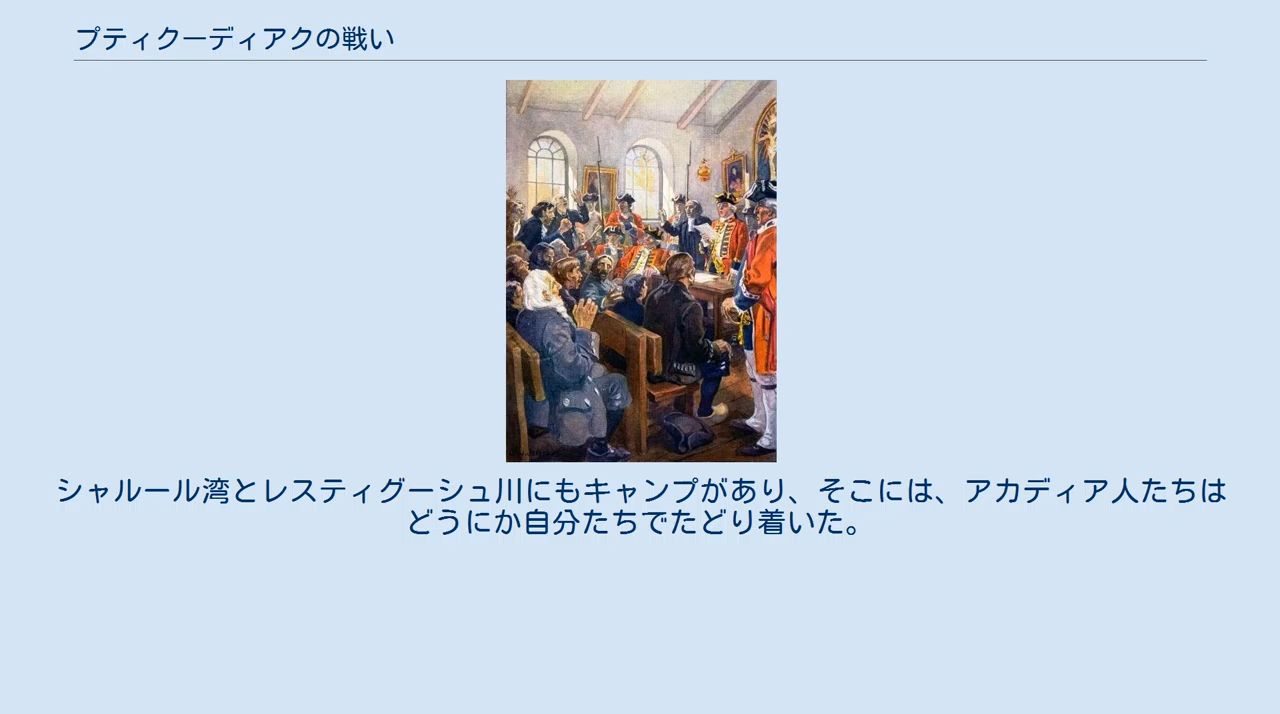 プティクーディアクの戦い
シャルール湾とレスティグーシュ川にもキャンプがあり、そこには、アカディア人たちは
どうにか自分たちでたどり着いた。